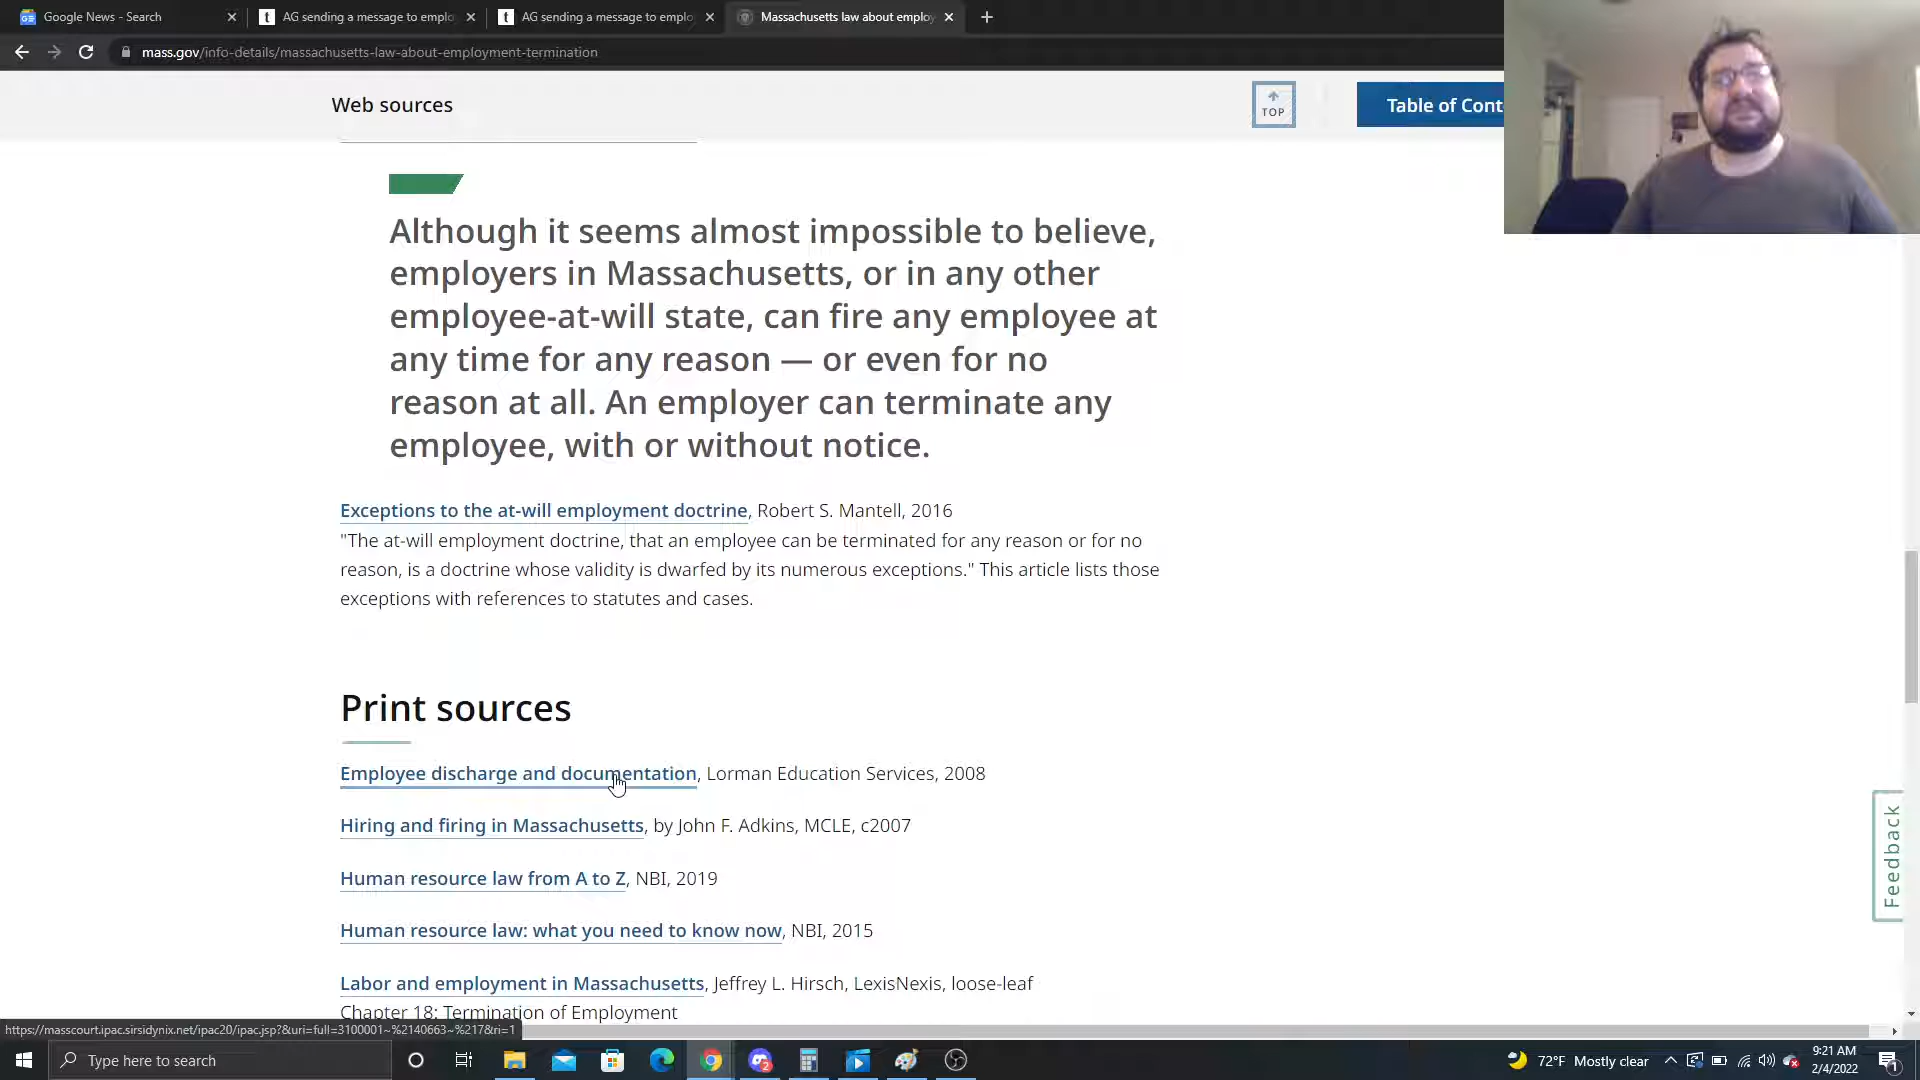 Google News - Search
AG sending a message to emplo
AG sending a message to emplo
Massachusetts law about employ
mass.gov/info-details/massachusetts-law-about-employment-termination
Web sources
TOP
Table of Cont
Although it seems almost impossible to believe,
employers in Massachusetts, or in any other
employee-at-will state, can fire any employee at
any time for any reason — or even for no
reason at all. An employer can terminate any
employee, with or without notice.
Exceptions to the at-will employment doctrine, Robert S. Mantell, 2016
"The at-will employment doctrine, that an employee can be terminated for any reason or for no
reason, is a doctrine whose validity is dwarfed by its numerous exceptions." This article lists those
exceptions with references to statutes and cases.
Print sources
Employee discharge and documentation, Lorman Education Services, 2008
Hiring and firing in Massachusetts, by John F. Adkins, MCLE, c2007
Human resource law from A to Z, NBI, 2019
Human resource law: what you need to know now, NBI, 2015
Labor and employment in Massachusetts, Jeffrey L. Hirsch, LexisNexis, loose-leaf
Chapter 18: Termination of Employment
Feedback
https://masscourt.ipac.sirsidynix.net/ipac20/ipac.jsp?&uri=full=3100001~%2140663~%217&ri=1
Type here to search
2
72°F Mostly clear
9:21 AM
2/4/2022
1